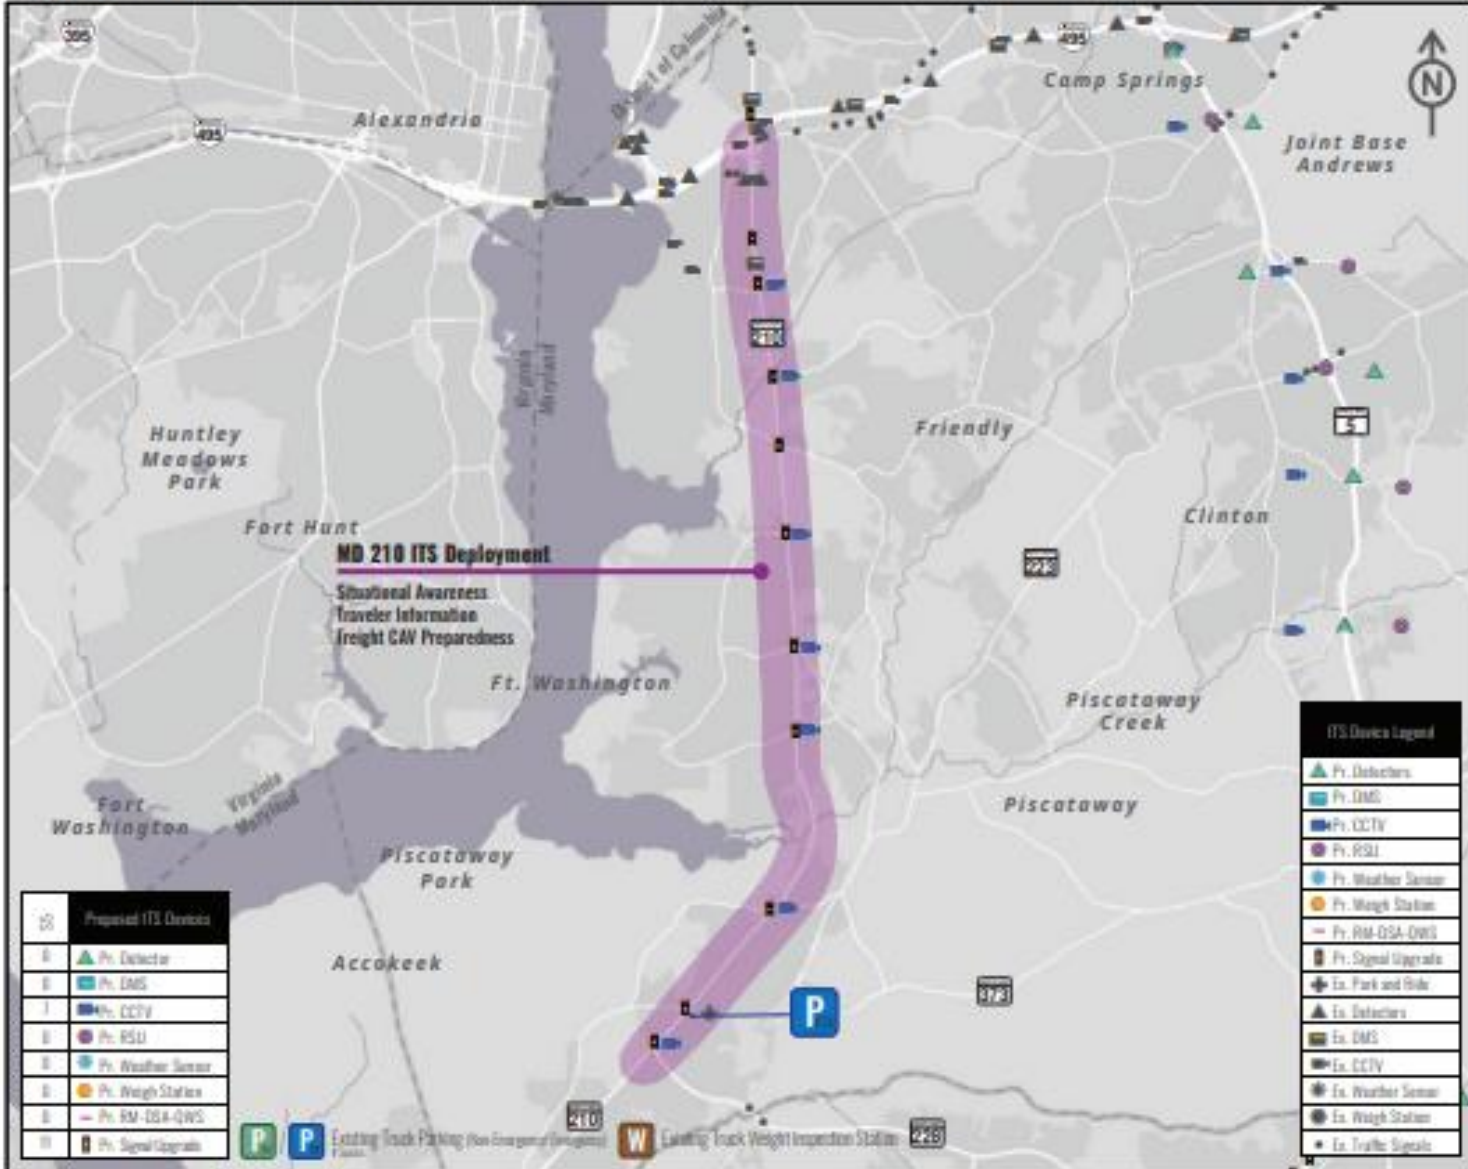 395
495
495
N
District of Columbia
Alexandria
Camp Springs
Joint Base
Andrews
210
Virginia
Maryland
Huntley
Meadows
Park
Friendly
5
Fort Hunt
Clinton
MD 210 ITS Deployment
Situational Awareness
Traveler Information
Freight CAV Preparedness
223
Ft. Washington
Piscataway
Creek
Fort
Washington
Virginia
Maryland
Piscataway
Piscataway
Park
Accokeek
373
P
210
228
Proposed ITS Devices
Pr. Detector
Pr. DMS
7 Pr. CCTV
Pr. RSU
Pr. Weather Sensor
Pr. Weigh Station
Pr. RM-DSA-QWS
11 Pr. Signal Upgrade
P
P
Existing Truck Parking
W
Existing Truck Weight Inspection Station
ITS Device Legend
Pr. Detectors
Pr. DMS
Pr. CCTV
Pr. RSU
Pr. Weather Sensor
Pr. Weigh Station
Pr. RM-DSA-QWS
Pr. Signal Upgrade
Ex. Park and Ride
Ex. Detectors
Ex. DMS
Ex. CCTV
Ex. Weather Sensor
Ex. Weigh Station
Ex. Traffic Signals